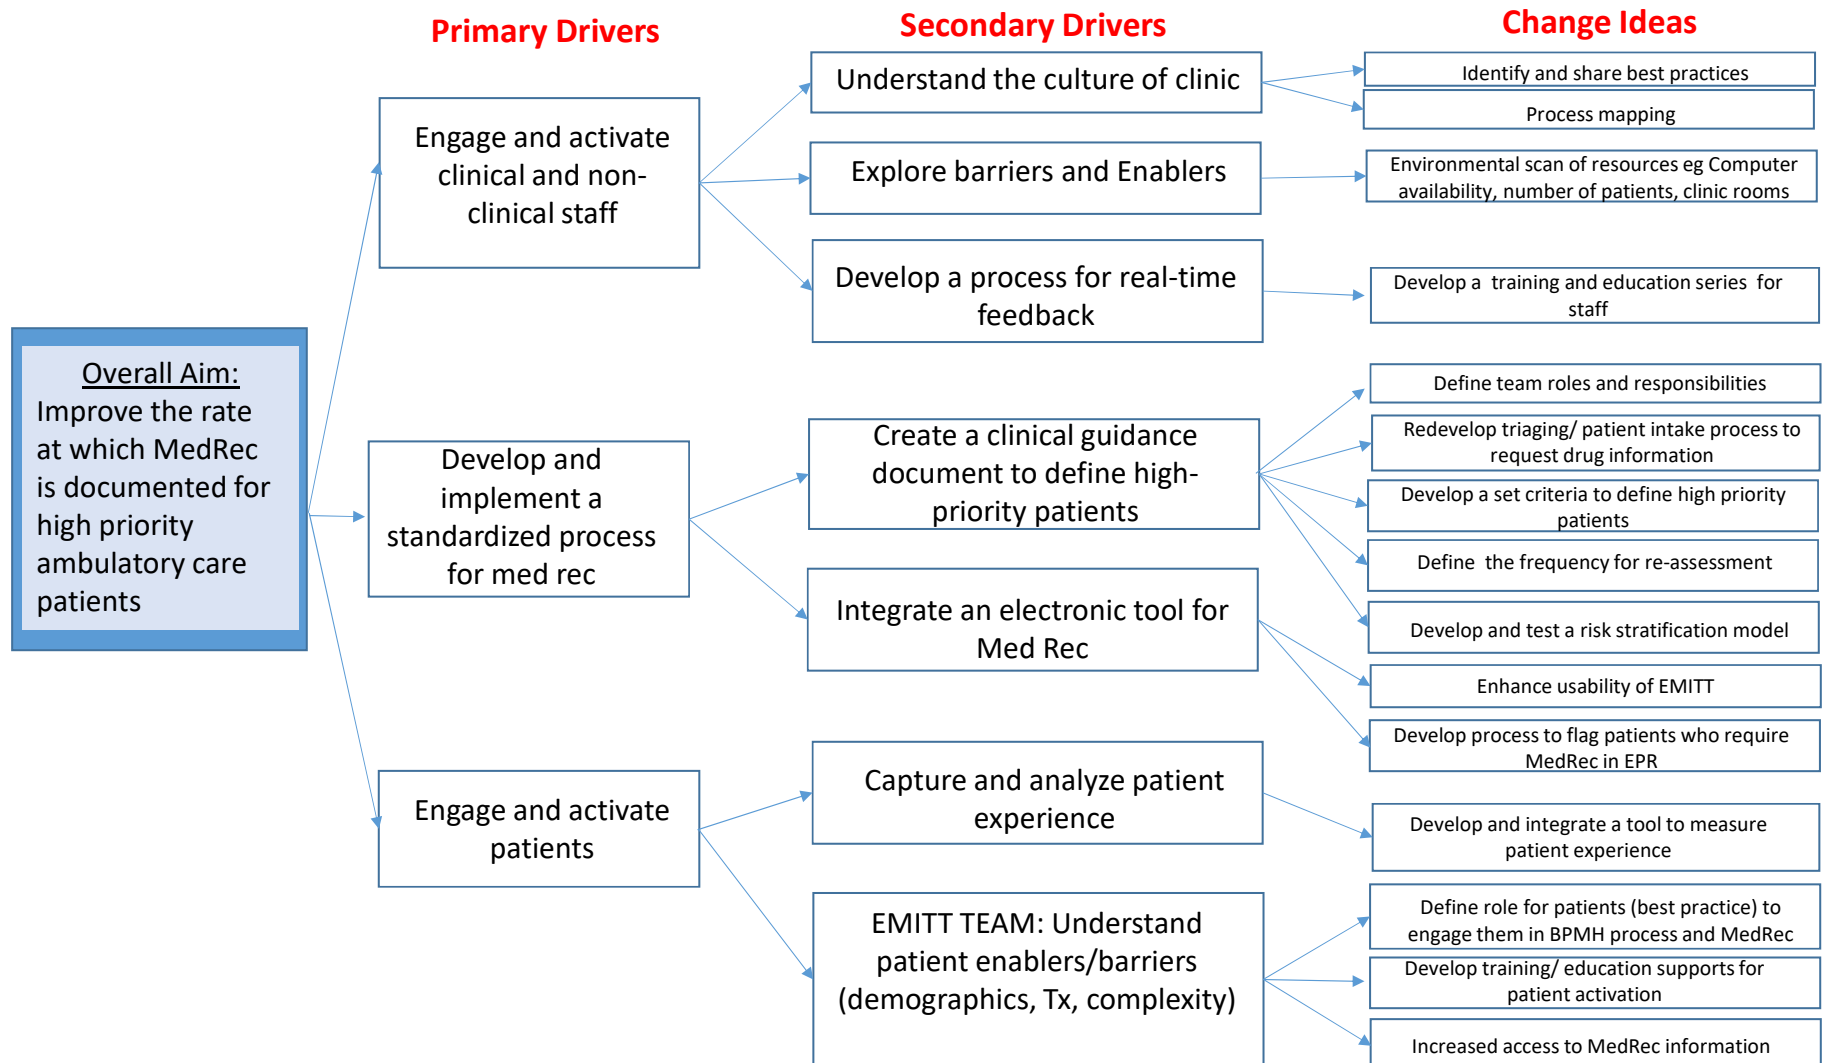 Primary Drivers
Secondary Drivers
Change Ideas
Overall Aim:
Improve the rate
at which MedRec
is documented for
high priority
ambulatory care
patients
Engage and activate
clinical and non-
clinical staff
Develop and
implement a
standardized process
for med rec
Engage and activate
patients
Understand the culture of clinic
Explore barriers and Enablers
Develop a process for real-time
feedback
Create a clinical guidance
document to define high-
priority patients
Integrate an electronic tool for
Med Rec
Capture and analyze patient
experience
EMITT TEAM: Understand
patient enablers/barriers
(demographics, Tx, complexity)
Identify and share best practices
Process mapping
Environmental scan of resources eg Computer
availability, number of patients, clinic rooms
Develop a training and education series for
staff
Define team roles and responsibilities
Redevelop triaging/ patient intake process to
request drug information
Develop a set criteria to define high priority
patients
Define the frequency for re-assessment
Develop and test a risk stratification model
Enhance usability of EMITT
Develop process to flag patients who require
MedRec in EPR
Develop and integrate a tool to measure
patient experience
Define role for patients (best practice) to
engage them in BPMH process and MedRec
Develop training/ education supports for
patient activation
Increased access to MedRec information